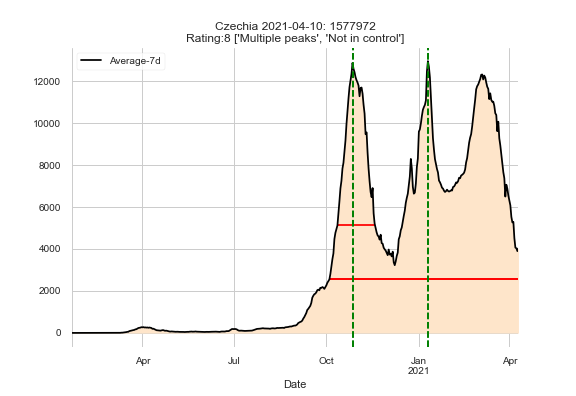 Czechia 2021-04-10: 1577972
Rating:8 ['Multiple peaks', 'Not in control']
Average-7d
12000
10000
8000
6000
4000
2000
0
Apr
Jul
Oct
Jan
2021
Apr
Date